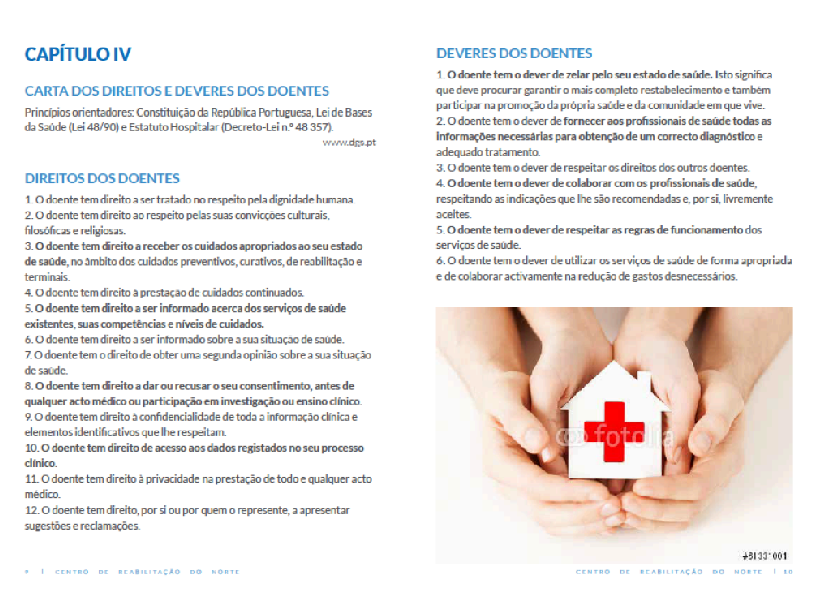 CAPÍTULO IV
CARTA DOS DIREITOS E DEVERES DOS DOENTES
Princípios orientadores: Constituição da República Portuguesa, Lei de Bases
da Saúde (Lei 48/90) e Estatuto Hospitalar (Decreto-Lei n.º 48 357).
www.dgs.pt
DIREITOS DOS DOENTES
1. O doente tem direito a ser tratado no respeito pela dignidade humana
2. O doente tem direito ao respeito pelas suas convicções culturais,
filosóficas e religiosas.
3. O doente tem direito a receber os cuidados apropriados ao seu estado
de saúde, no âmbito dos cuidados preventivos, curativos, de reabilitação e
terminais.
4. O doente tem direito à prestação de cuidados continuados.
5. O doente tem direito a ser informado acerca dos serviços de saúde
existentes, suas competências e níveis de cuidados.
6. O doente tem direito a ser informado sobre a sua situação de saúde.
7. O doente tem o direito de obter uma segunda opinião sobre a sua situação
de saúde.
8. O doente tem direito a dar ou recusar o seu consentimento, antes de
qualquer acto médico ou participação em investigação ou ensino clínico.
9. O doente tem direito à confidencialidade de toda a informação clínica e
elementos identificativos que lhe respeitam.
10. O doente tem direito de acesso aos dados registados no seu processo
clínico.
11. O doente tem direito à privacidade na prestação de todo e qualquer acto
médico.
12. O doente tem direito, por si ou por quem o represente, a apresentar
sugestões e reclamações.
CENTRO DE REABILITAÇÃO DO NORTE
DEVERES DOS DOENTES
1. O doente tem o dever de zelar pelo seu estado de saúde. Isto significa
que deve procurar garantir o mais completo restabelecimento e também
participar na promoção da própria saúde e da comunidade em que vive.
2. O doente tem o dever de fornecer aos profissionais de saúde todas as
informações necessárias para obtenção de um correcto diagnóstico e
adequado tratamento.
3. O doente tem o dever de respeitar os direitos dos outros doentes.
4. O doente tem o dever de colaborar com os profissionais de saúde,
respeitando as indicações que lhe são recomendadas e, por si, livremente
aceites.
5. O doente tem o dever de respeitar as regras de funcionamento dos
serviços de saúde.
6. O doente tem o dever de utilizar os serviços de saúde de forma apropriada
e de colaborar activamente na redução de gastos desnecessários.
fotolia
CENTRO DE REABILITAÇÃO DO NORTE | 10